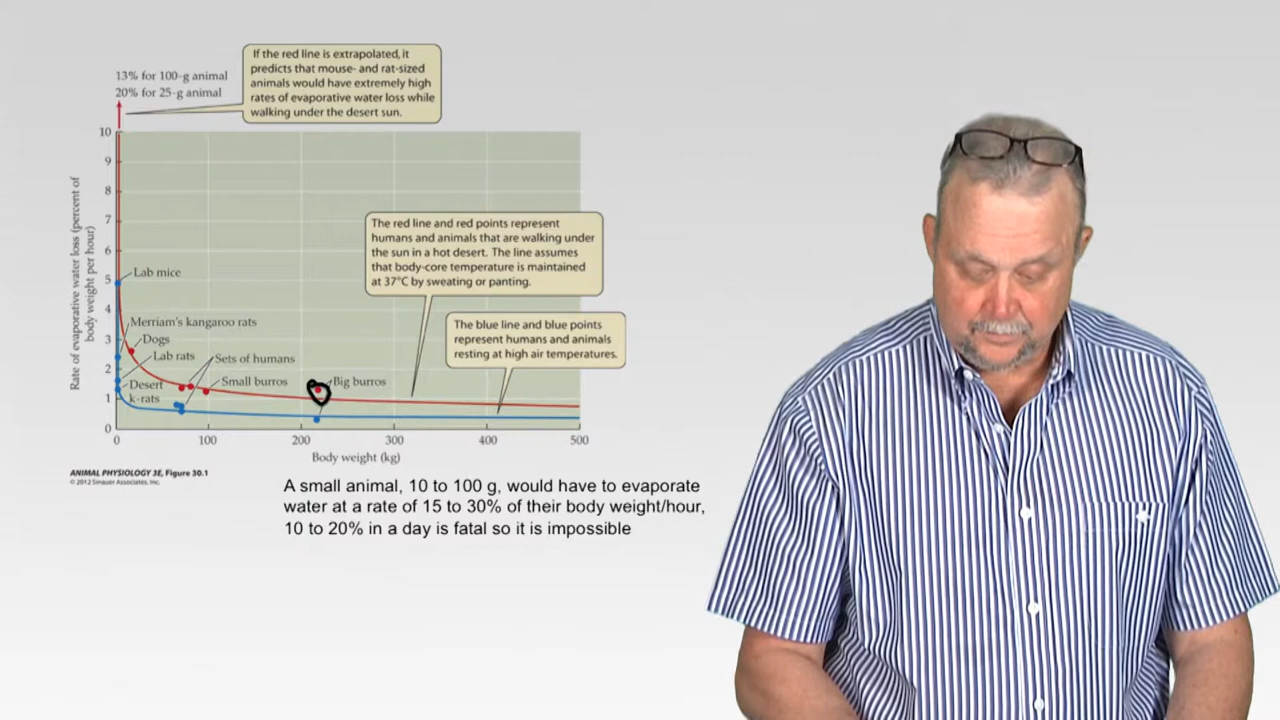 If the red line is extrapolated, it
predicts that mouse- and rat-sized
animals would have extremely high
rates of evaporative water loss while
walking under the desert sun.
13% for 100-g animal
20% for 25-g animal
Rate of evaporative water loss (percent of
body weight per hour)
10
9
8
7
6
5
4
3
2
1
0
The red line and red points represent
humans and animals that are walking under
the sun in a hot desert. The line assumes
that body-core temperature is maintained
at 37°C by sweating or panting.
The blue line and blue points
represent humans and animals
resting at high air temperatures.
Lab mice
Merriam's kangaroo rats
Dogs
Lab rats
Sets of humans
Desert
k-rats
Small burros
Big burros
0
100
200
300
400
500
Body weight (kg)
ANIMAL PHYSIOLOGY 3E, Figure 30.1
© 2012 Sinauer Associates, Inc.
A small animal, 10 to 100 g, would have to evaporate
water at a rate of 15 to 30% of their body weight/hour,
10 to 20% in a day is fatal so it is impossible